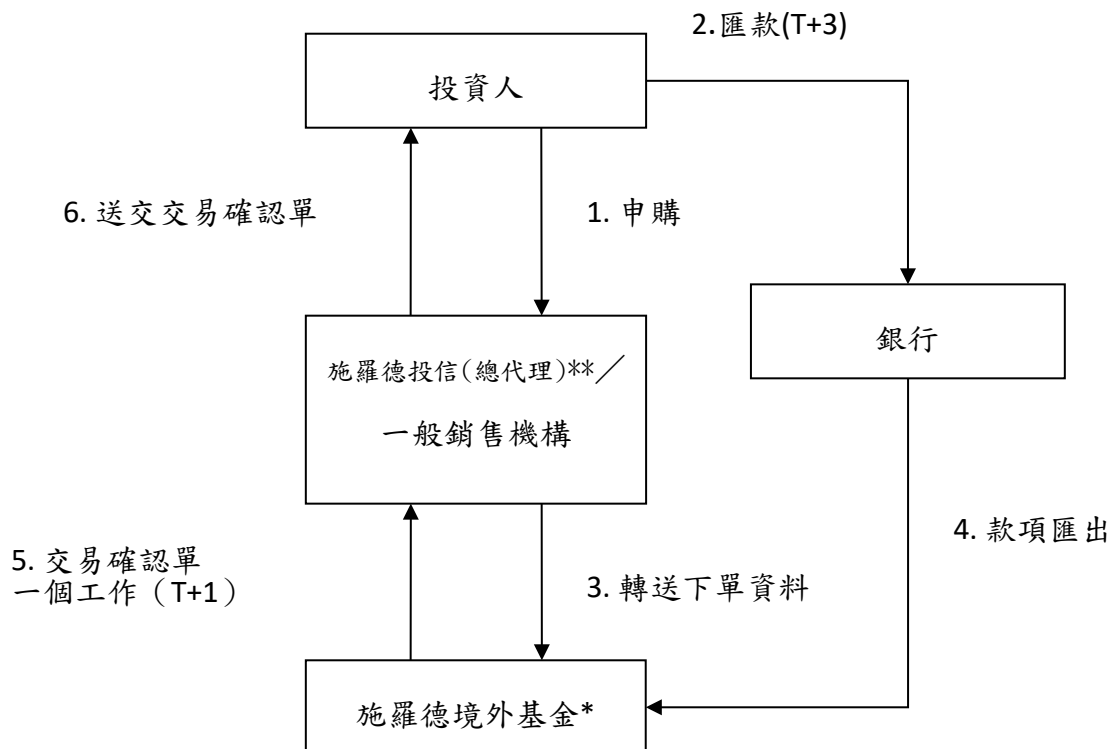 2.匯款(T+3)
投資人
6. 送交交易確認單
1. 申購
銀行
施羅德投信(總代理)**／
一般銷售機構
4. 款項匯出
5. 交易確認單
一個工作（T+1）
3. 轉送下單資料
施羅德境外基金*